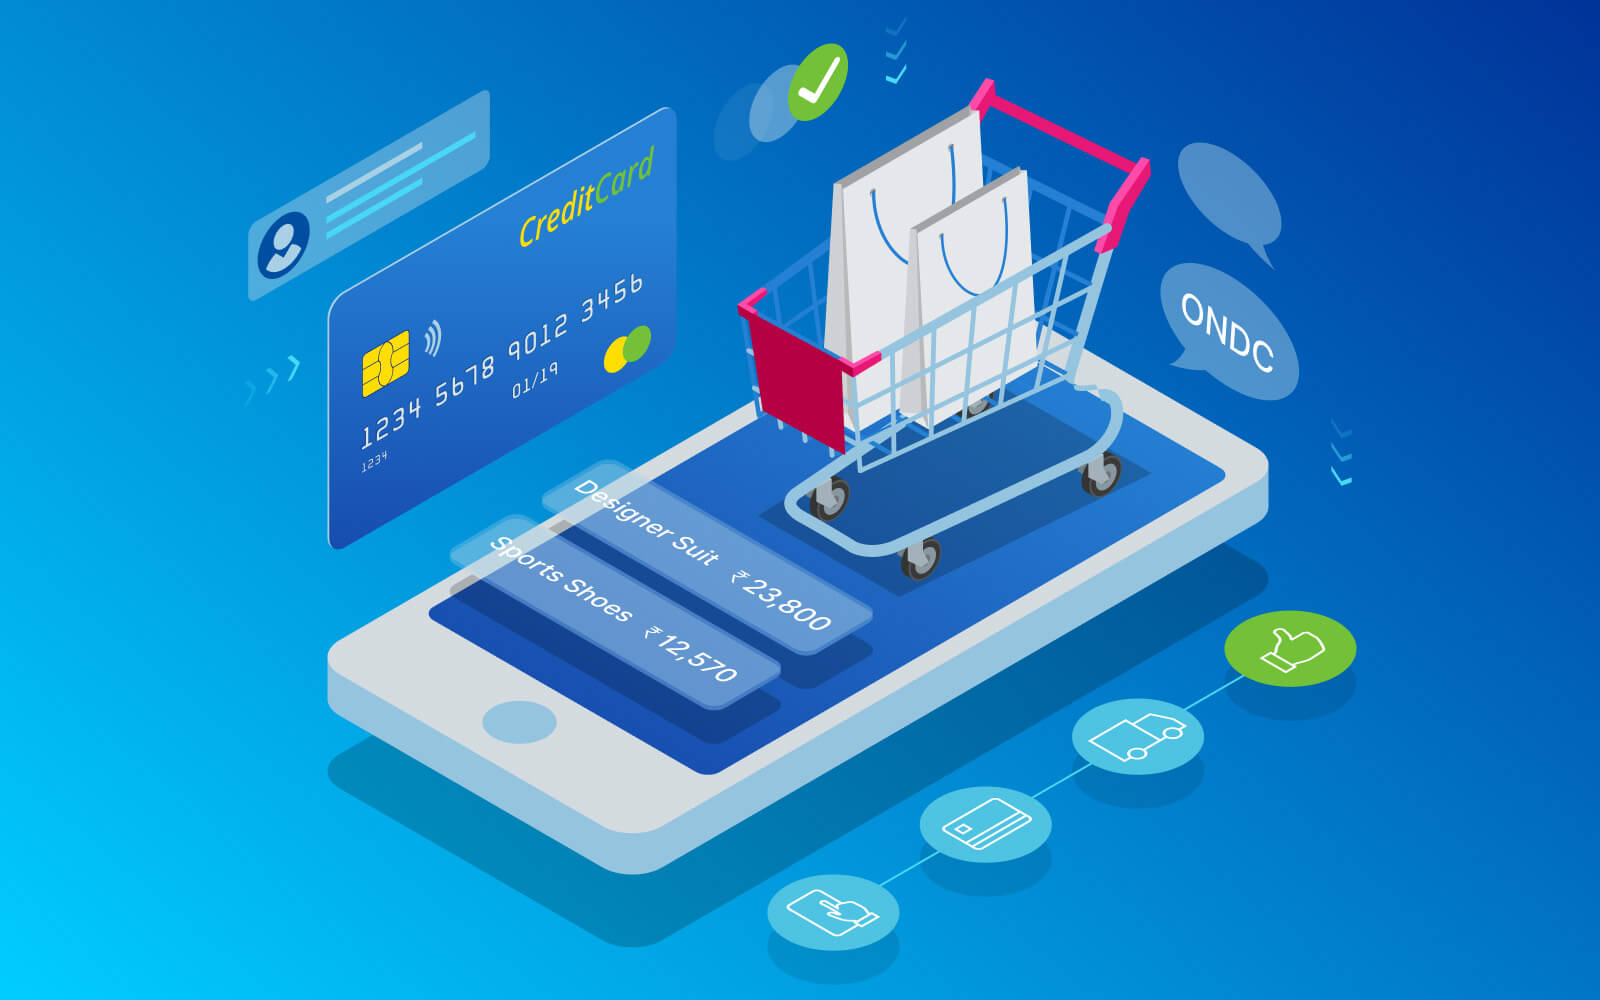 CreditCard
1234 5678 9012 3456
1234
01/19
ONDC
Designer Suit ₹ 23,800
Sports Shoes ₹ 12,570